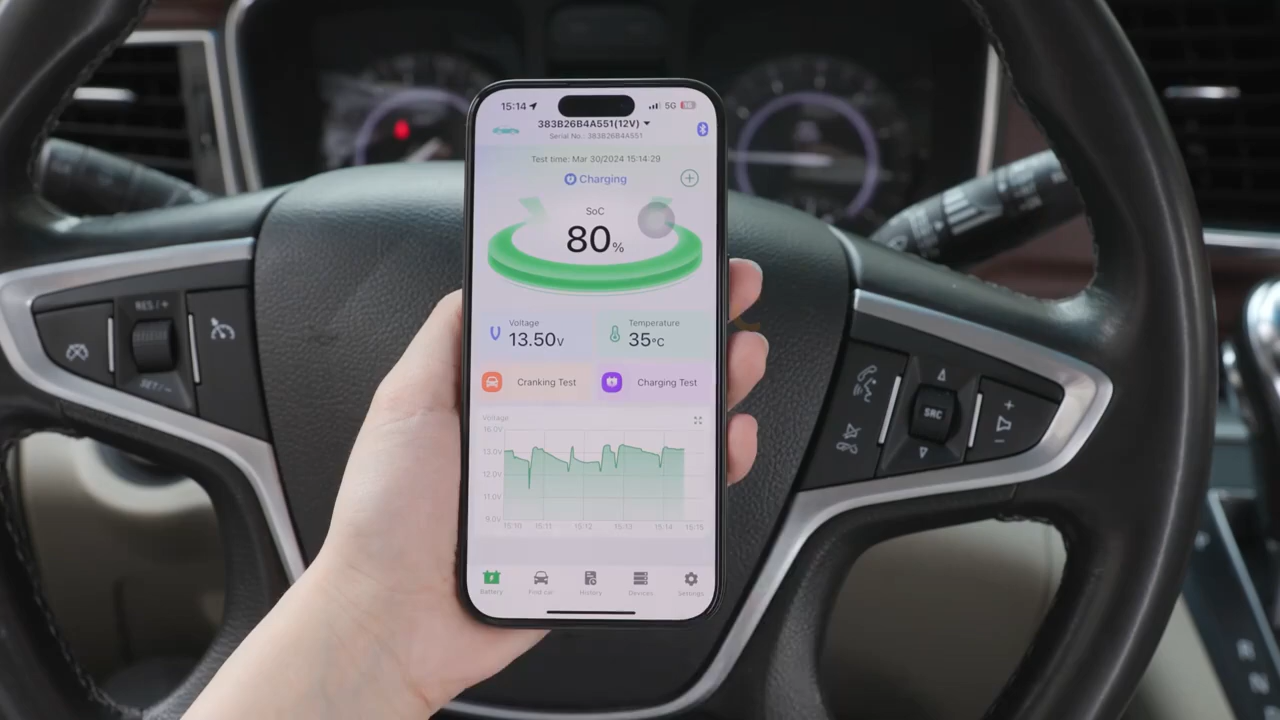 15:14
5G
383B26B4A551(12V)
Serial No.: 383B26B4A551
Test time: Mar 30/2024 15:14:29
Charging
SoC
80%
Voltage
13.50V
Temperature
35°C
Cranking Test
Charging Test
Voltage
16.0V
13.0V
12.0V
11.0V
9.0V
15:10 15:11 15:12 15:13 15:14 15:15
Battery
Find car
History
Devices
Settings
RES/+
SET/-
SRC
+
-
R
N